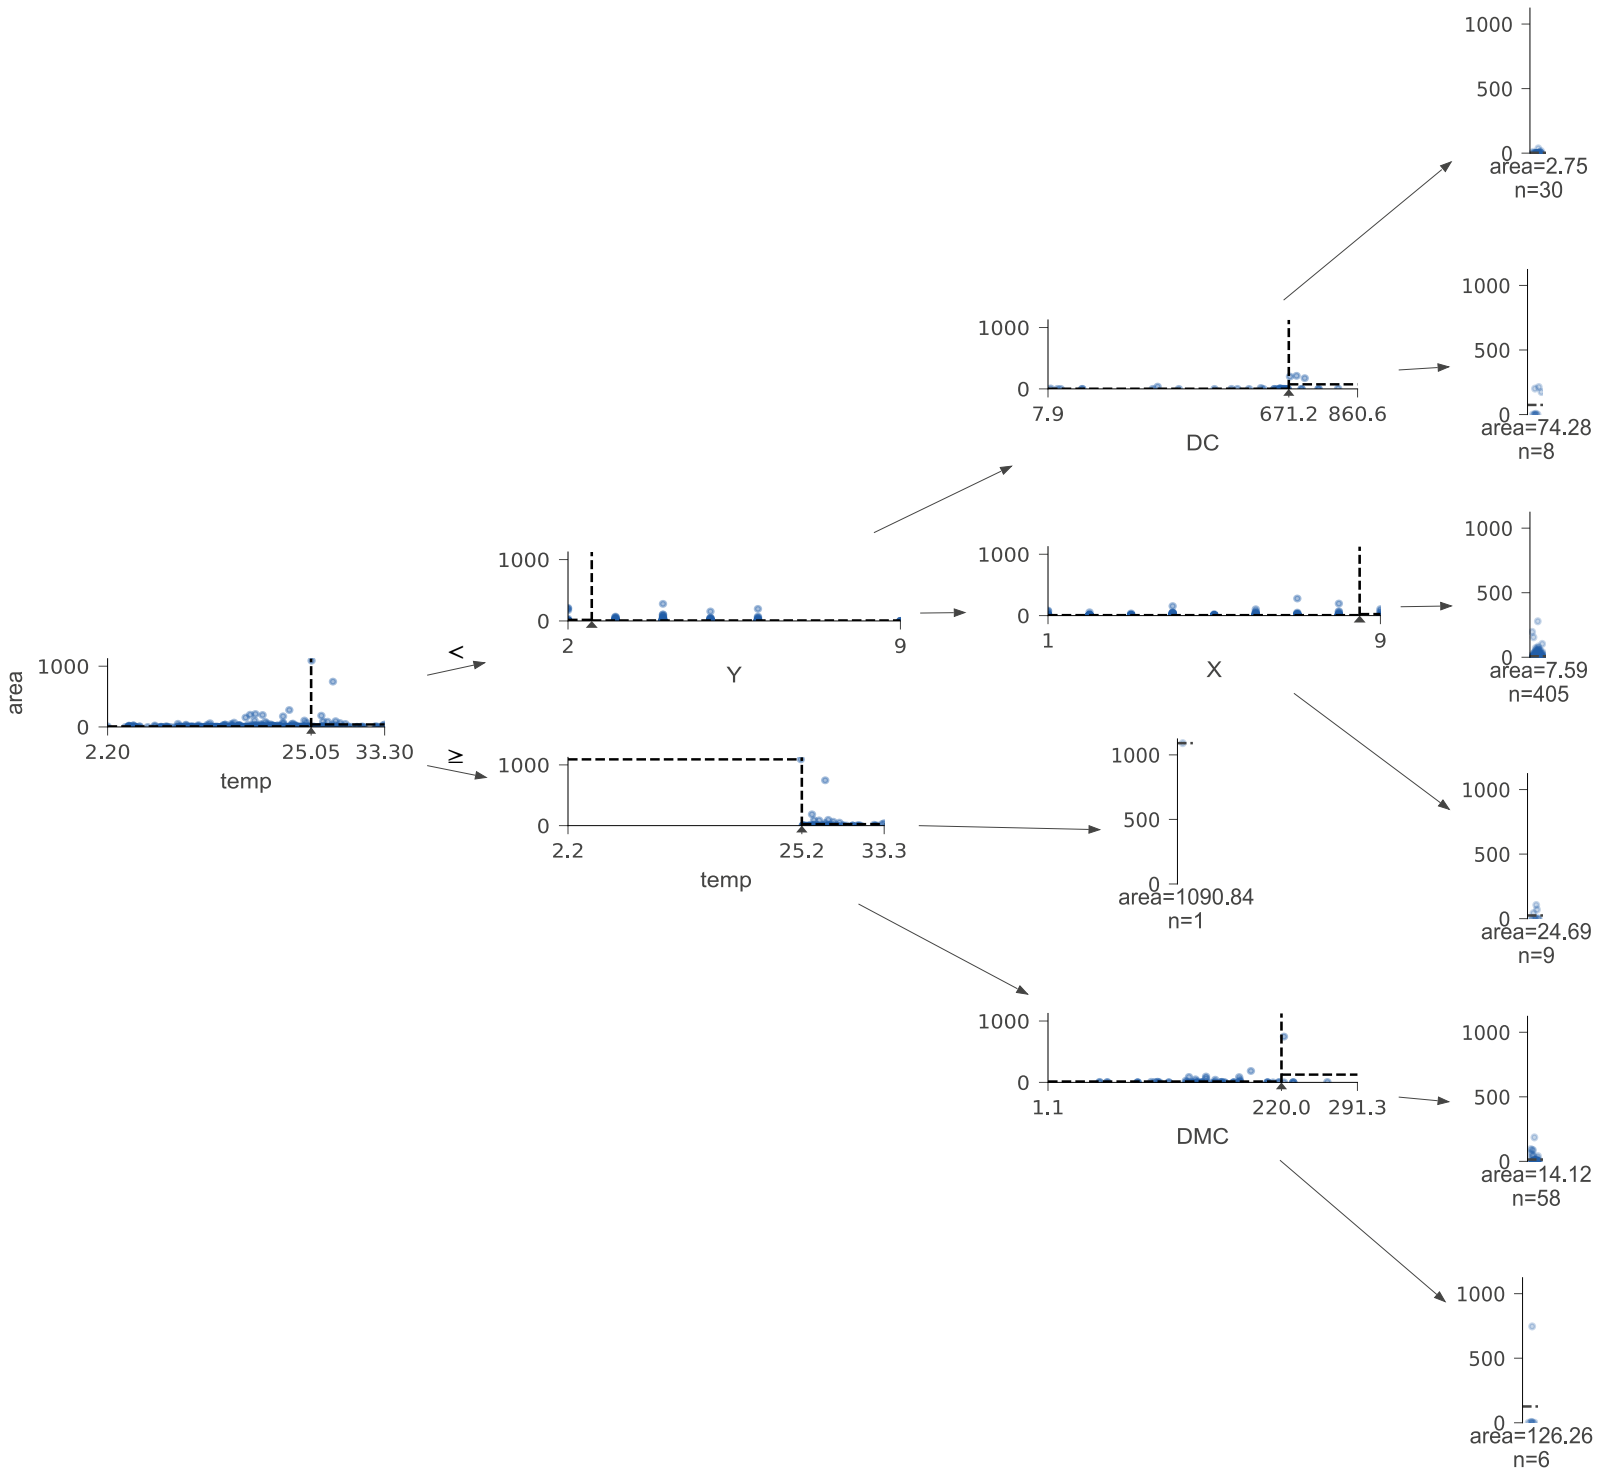 1000
500
0
area=2.75
n=30
1000
500
0
area=74.28
n=8
1000
0
7.9 671.2 860.6
DC
1000
500
0
area=7.59
n=405
1000
0
2 9
Y
1000
0
1 9
X
<
area
1000
0
2.20 25.05 33.30
temp
≥
1000
0
2.2 25.2 33.3
temp
1000
500
0
area=1090.84
n=1
1000
500
0
area=24.69
n=9
1000
0
1.1 220.0 291.3
DMC
1000
500
0
area=14.12
n=58
1000
500
0
area=126.26
n=6